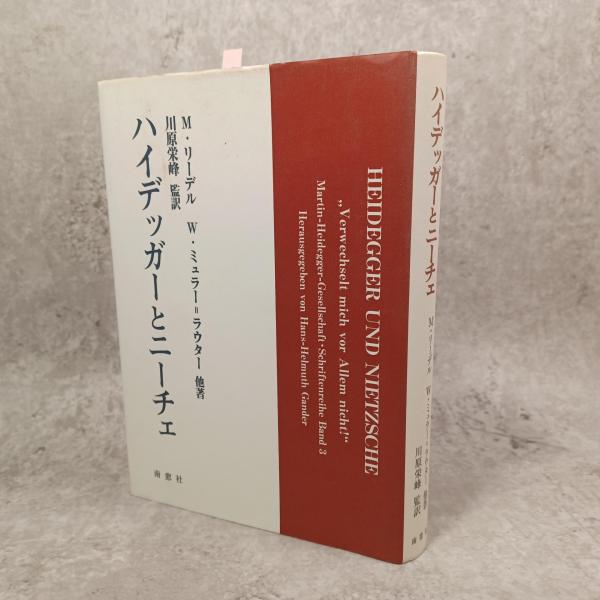 M・リーデル W・ミュラー=ラウター 他著
川原栄峰 監訳
ハイデッガーとニーチェ
南窓社
HEIDEGGER UND NIETZSCHE
„Verwechselt mich vor Allem nicht!“
Martin-Heidegger-Gesellschaft・Schriftenreihe Band 3
Herausgegeben von Hans-Helmuth Gander
ハイデッガーとニーチェ
M・リーデル W・ミュラー=ラウター 他著
川原栄峰 監訳
南窓